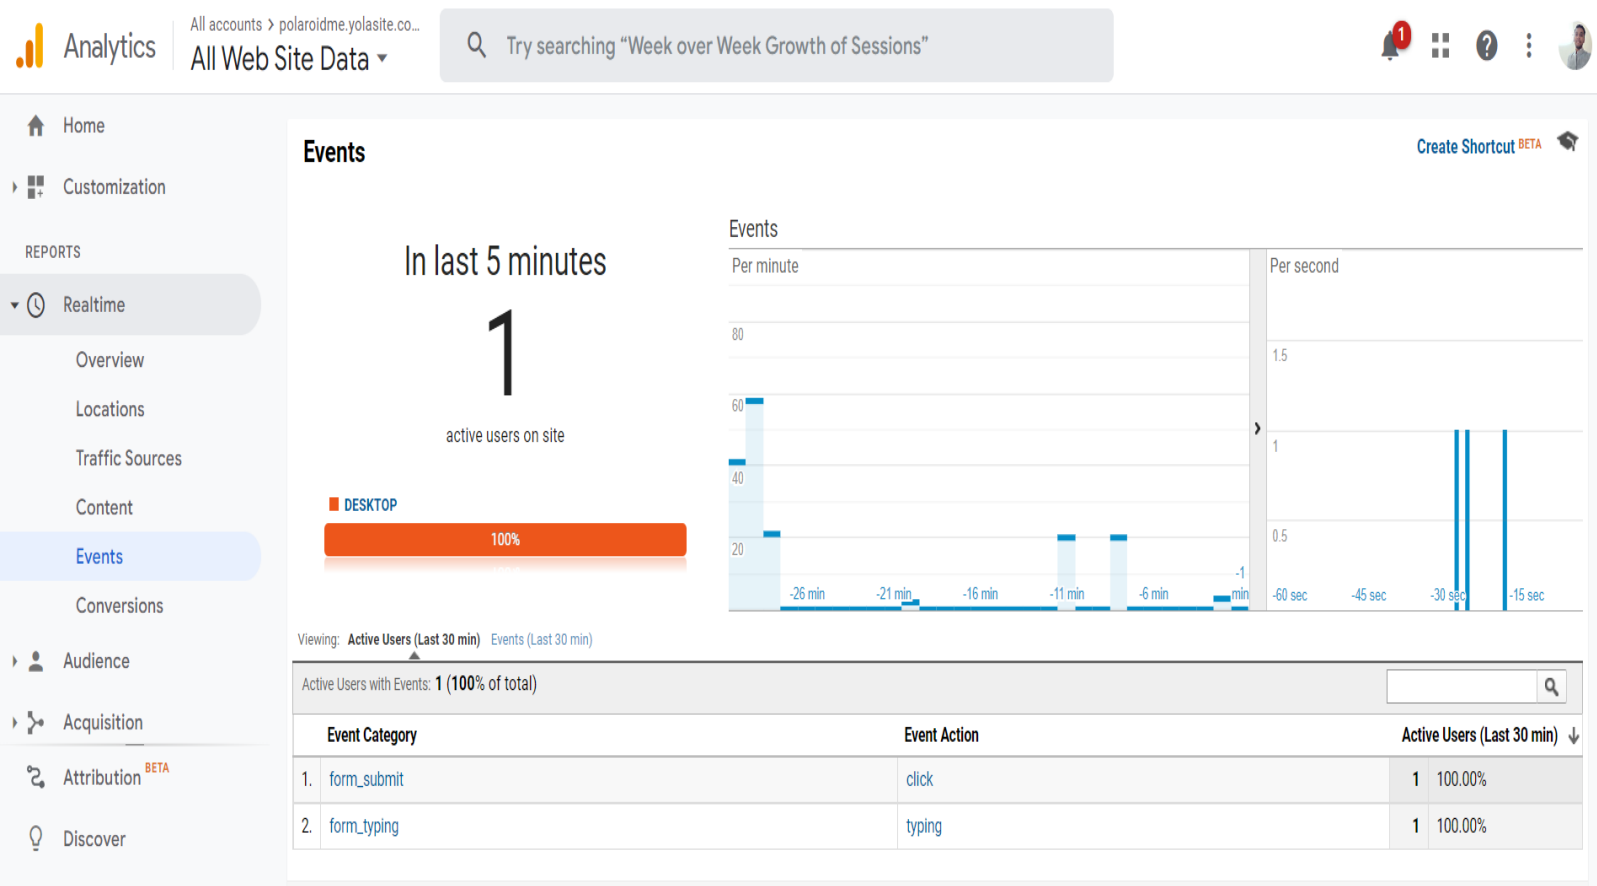 Analytics
All accounts > polaroidme.yolasite.co...
All Web Site Data
Try searching “Week over Week Growth of Sessions”
1
Home
Customization
REPORTS
Realtime
Overview
Locations
Traffic Sources
Content
Events
Conversions
Audience
Acquisition
Attribution BETA
Discover
Events
Create Shortcut BETA
In last 5 minutes
1
active users on site
DESKTOP
100%
Events
Per minute
80
60
40
20
-26 min
-21 min
-16 min
-11 min
-6 min
-1 min
Per second
1.5
1
0.5
-60 sec
-45 sec
-30 sec
-15 sec
Viewing: Active Users (Last 30 min) Events (Last 30 min)
Active Users with Events: 1 (100% of total)
Event Category Event Action Active Users (Last 30 min)
1. form_submit click 1 100.00%
2. form_typing typing 1 100.00%